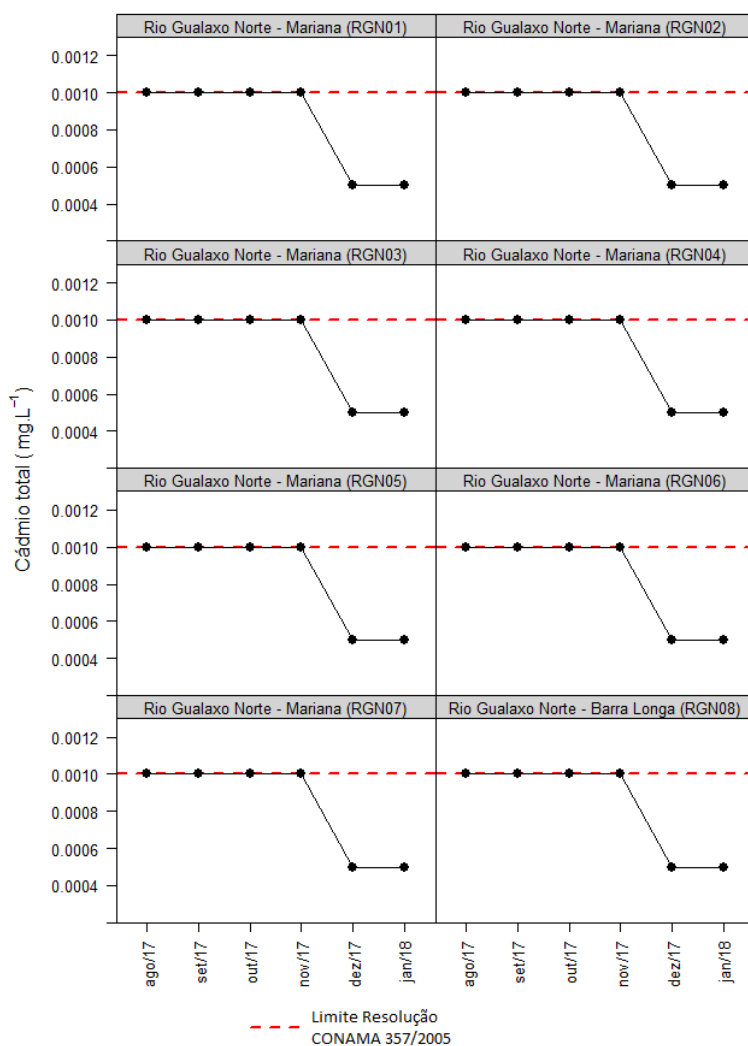 Rio Gualaxo Norte - Mariana (RGN01)
Rio Gualaxo Norte - Mariana (RGN02)
0.0012
0.0010
0.0008
0.0006
0.0004
Rio Gualaxo Norte - Mariana (RGN03)
Rio Gualaxo Norte - Mariana (RGN04)
0.0012
0.0010
0.0008
0.0006
0.0004
Rio Gualaxo Norte - Mariana (RGN05)
Rio Gualaxo Norte - Mariana (RGN06)
0.0012
0.0010
0.0008
0.0006
0.0004
Rio Gualaxo Norte - Mariana (RGN07)
Rio Gualaxo Norte - Barra Longa (RGN08)
0.0012
0.0010
0.0008
0.0006
0.0004
Cádmio total ( mg.L⁻¹)
ago/17
set/17
out/17
nov/17
dez/17
jan/18
ago/17
set/17
out/17
nov/17
dez/17
jan/18
Limite Resolução
CONAMA 357/2005